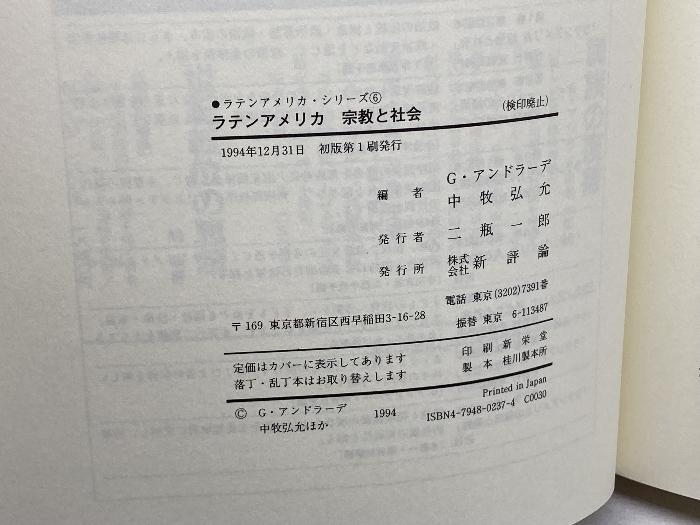 ●ラテンアメリカ・シリーズ⑥
ラテンアメリカ　宗教と社会　（検印廃止）
1994年12月31日　初版第1刷発行
編　者　G・アンドラーデ
中　牧　弘　允
発行者　二　瓶　一　郎
発行所　株式会社　新　評　論
〒169　東京都新宿区西早稲田3-16-28
電話　東京(3202)7391番
振替　東京　6-113487
定価はカバーに表示してあります
落丁・乱丁本はお取り替えします
印　刷　新　栄　堂
製　本　桂川製本所
Ⓒ　G・アンドラーデ　1994
中牧弘允ほか
Printed in Japan
ISBN4-7948-0237-4　C0030